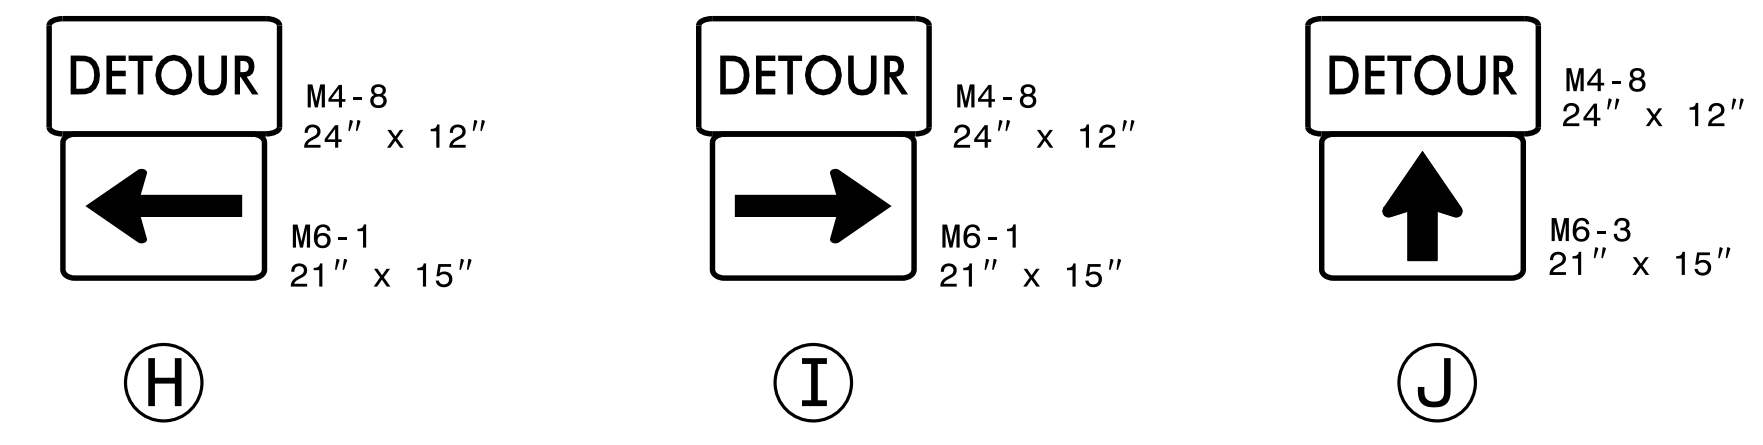 DETOUR
M4-8
24" x 12"
M6-1
21" x 15"
H
DETOUR
M4-8
24" x 12"
M6-1
21" x 15"
I
DETOUR
M4-8
24" x 12"
M6-3
21" x 15"
J